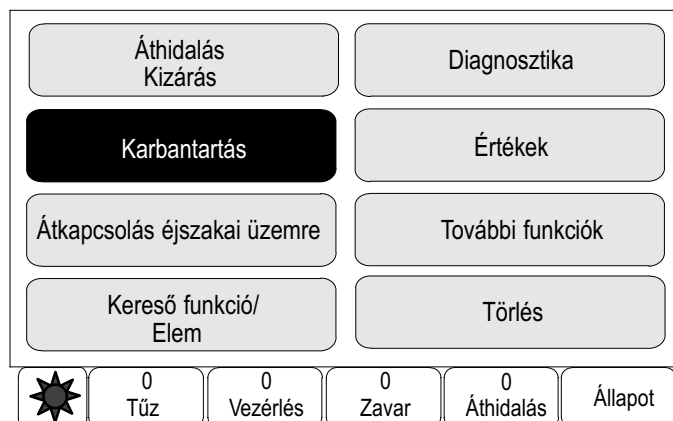 Áthidalás
Kizárás
Diagnosztika
Karbantartás
Értékek
Átkapcsolás éjszakai üzemre
További funkciók
Kereső funkció/
Elem
Törlés
0
Tűz
0
Vezérlés
0
Zavar
0
Áthidalás
Állapot